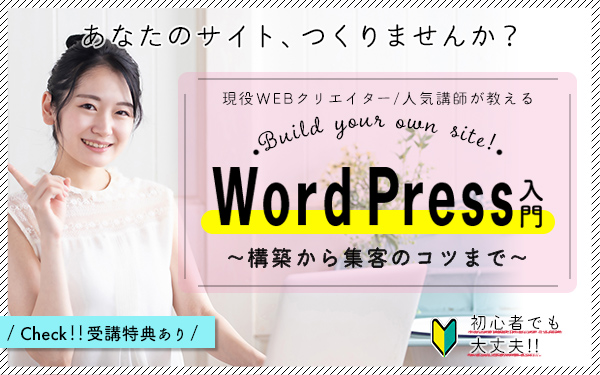 あなたのサイト、つくりませんか？
現役WEBクリエイター/人気講師が教える
Build your own site!
WordPress入門
〜構築から集客のコツまで〜
/ Check!!受講特典あり /
初心者でも
大丈夫!!